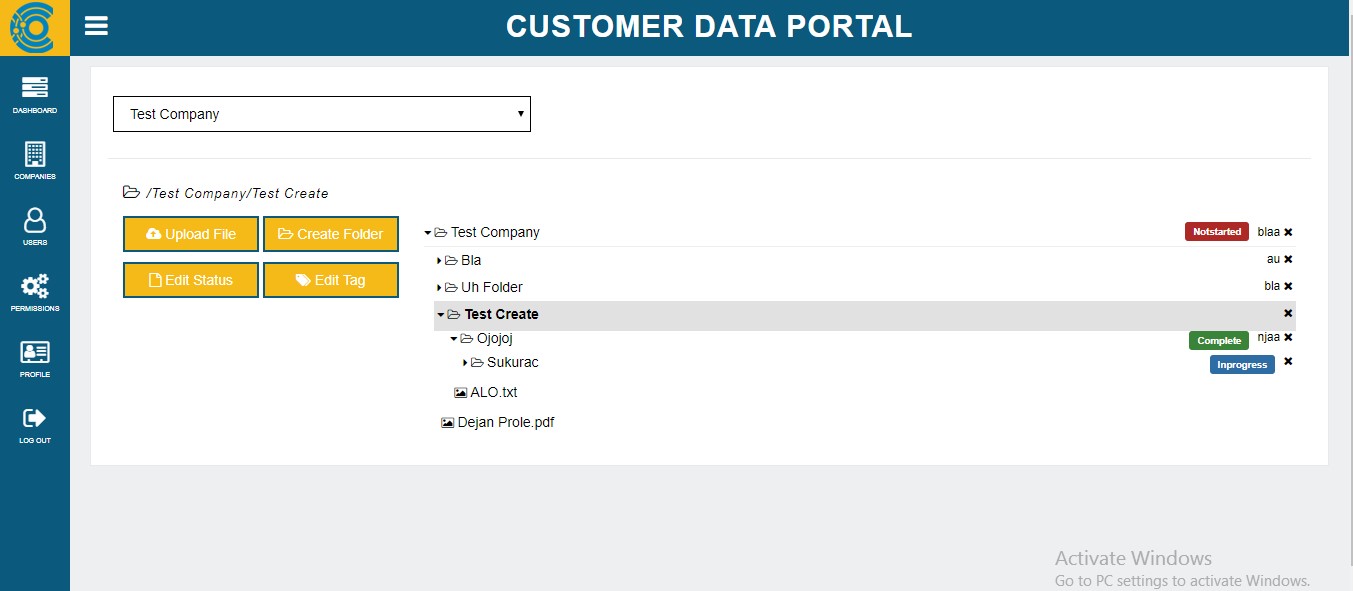 CUSTOMER DATA PORTAL
DASHBOARD
COMPANIES
USERS
PERMISSIONS
PROFILE
LOG OUT
Test Company
/Test Company/Test Create
Upload File
Create Folder
Edit Status
Edit Tag
Test Company Notstarted blaa
Bla au
Uh Folder bla
Test Create
Ojojoj Complete njaa
Sukurac Inprogress
ALO.txt
Dejan Prole.pdf
Activate Windows
Go to PC settings to activate Windows.